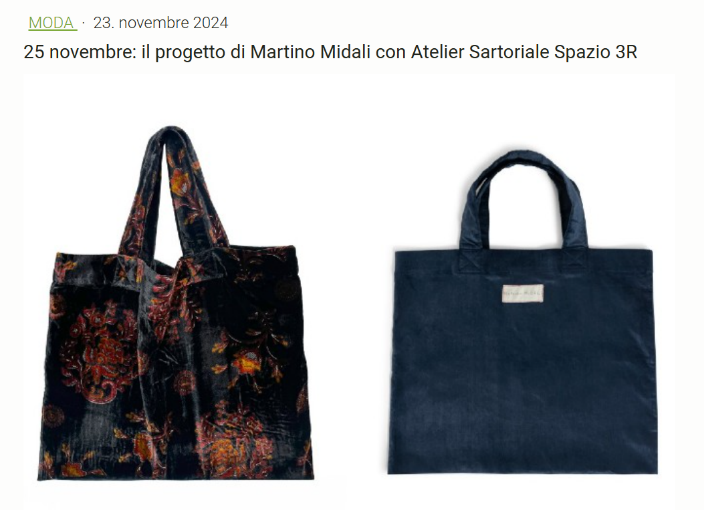 MODA · 23. novembre 2024
25 novembre: il progetto di Martino Midali con Atelier Sartoriale Spazio 3R